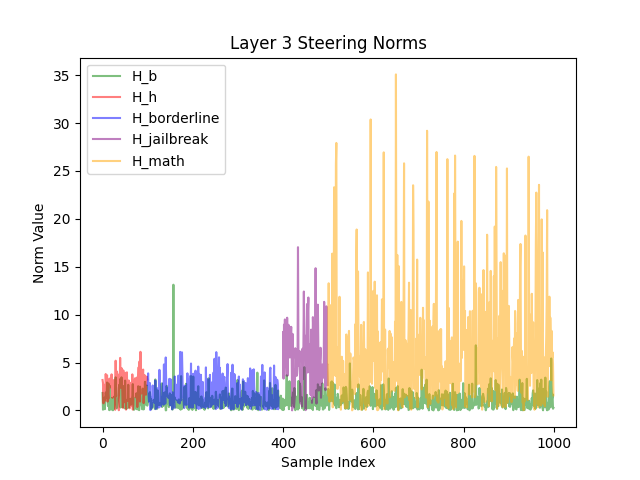 Layer 3 Steering Norms
H_b
H_h
H_borderline
H_jailbreak
H_math
Norm Value
35
30
25
20
15
10
5
0
0 200 400 600 800 1000
Sample Index